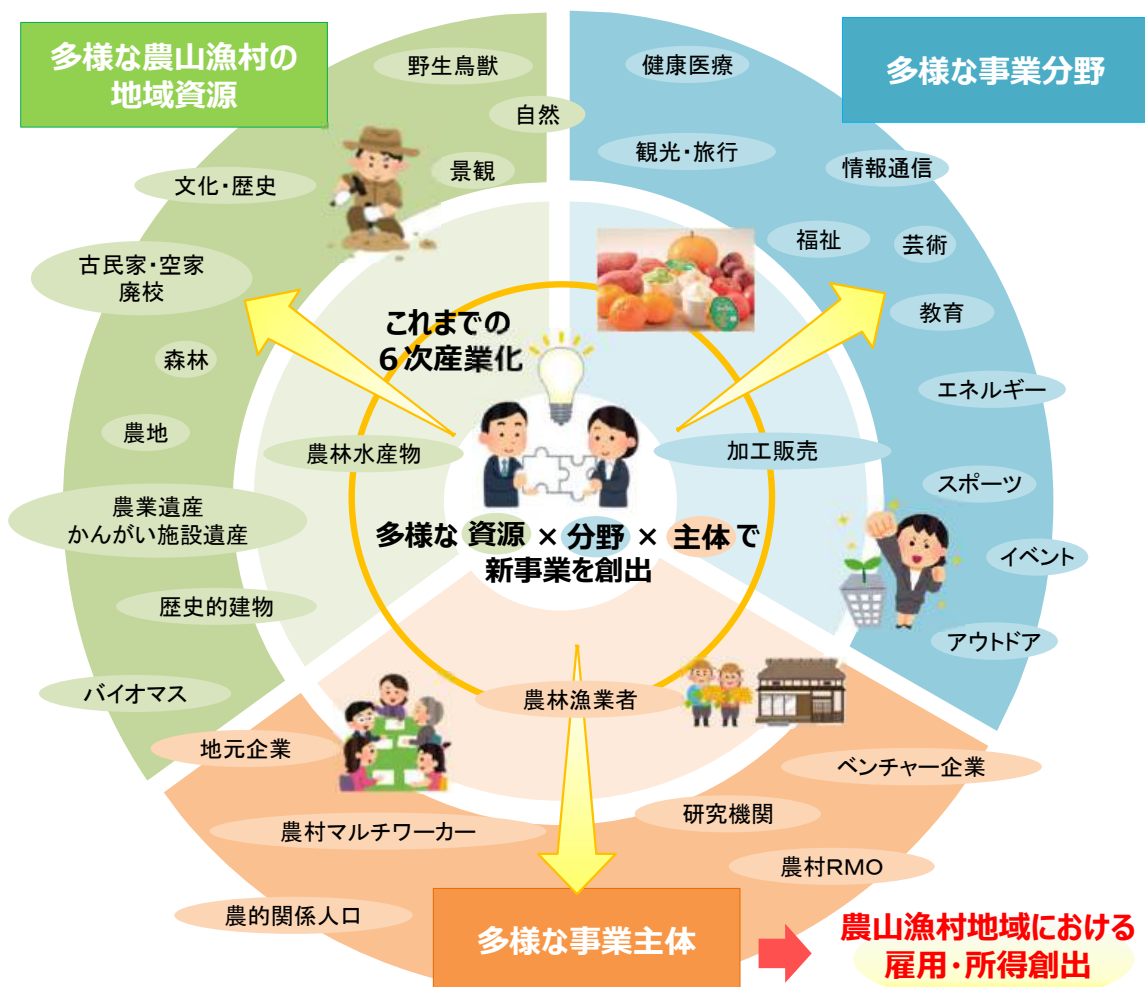 多様な農山漁村の
地域資源
多様な事業分野
野生鳥獣
自然
景観
文化・歴史
古民家・空家
廃校
森林
農地
農業遺産
かんがい施設遺産
歴史的建物
バイオマス
農林水産物
健康医療
観光・旅行
情報通信
福祉
芸術
教育
エネルギー
加工販売
スポーツ
イベント
アウトドア
これまでの
６次産業化
多様な 資源 × 分野 × 主体 で
新事業を創出
農林漁業者
地元企業
ベンチャー企業
研究機関
農村マルチワーカー
農村RMO
農的関係人口
多様な事業主体
農山漁村地域における
雇用・所得創出